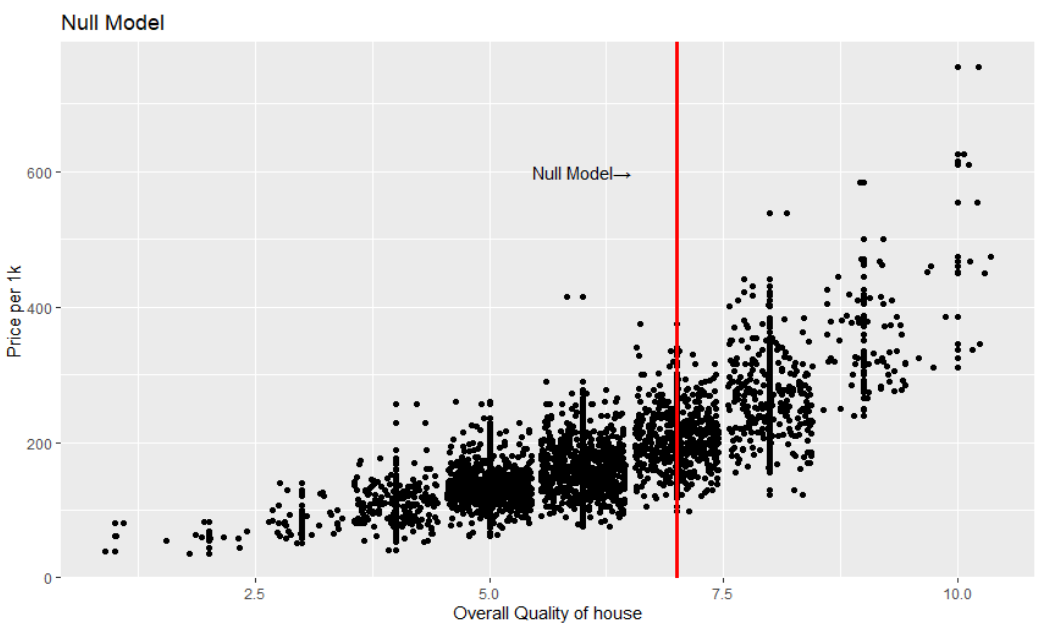 Null Model
600
Null Model→
400
200
0
2.5 5.0 7.5 10.0
Overall Quality of house
Price per 1k